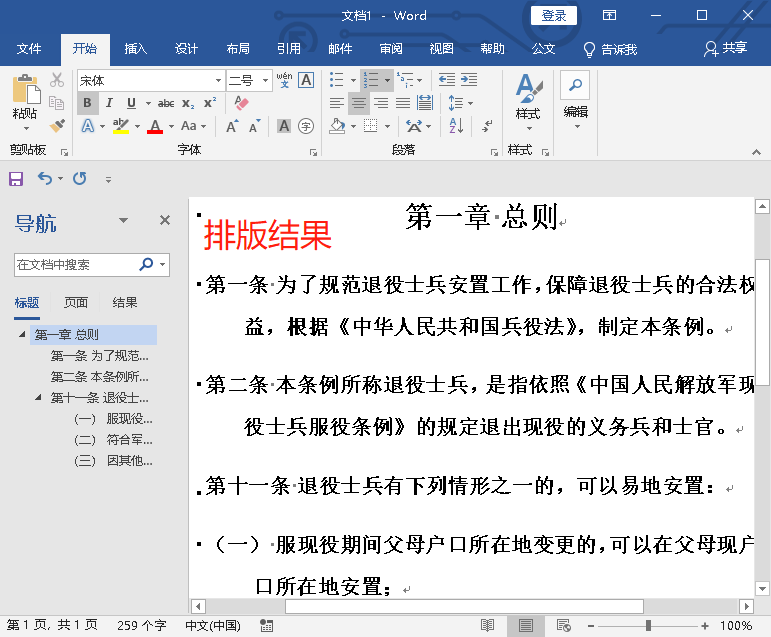 文档1 - Word
登录
文件 开始 插入 设计 布局 引用 邮件 审阅 视图 帮助 公文 告诉我 共享
宋体 二号 wén 文 A
粘贴 B I U abc x₂ x² 样式 编辑
A ab A Aa A A A 字 A Z
剪贴板 字体 段落 样式
导航
在文档中搜索
标题 页面 结果
第一章 总则
第一条 为了规范...
第二条 本条例所...
第十一条 退役士...
（一） 服现役...
（二） 符合军...
（三） 因其他...
第一章·总则
排版结果
第一条·为了规范退役士兵安置工作，保障退役士兵的合法权
益，根据《中华人民共和国兵役法》，制定本条例。
第二条·本条例所称退役士兵，是指依照《中国人民解放军现
役士兵服役条例》的规定退出现役的义务兵和士官。
第十一条·退役士兵有下列情形之一的，可以易地安置：
（一）·服现役期间父母户口所在地变更的，可以在父母现户
口所在地安置；
第1页，共1页 259个字 中文(中国) 100%